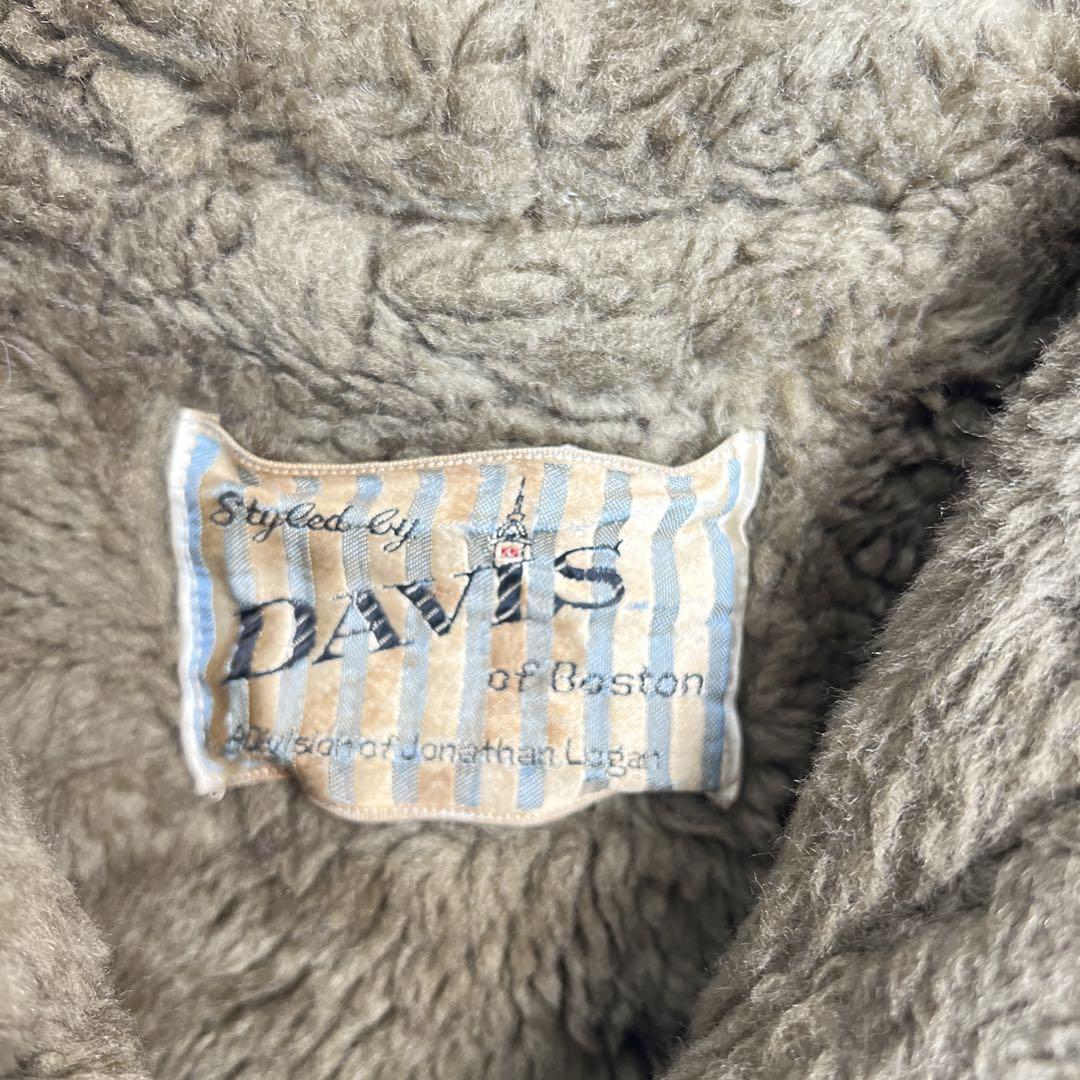 Styled by
DAVIS
of Boston
A Division of Jonathan Logan